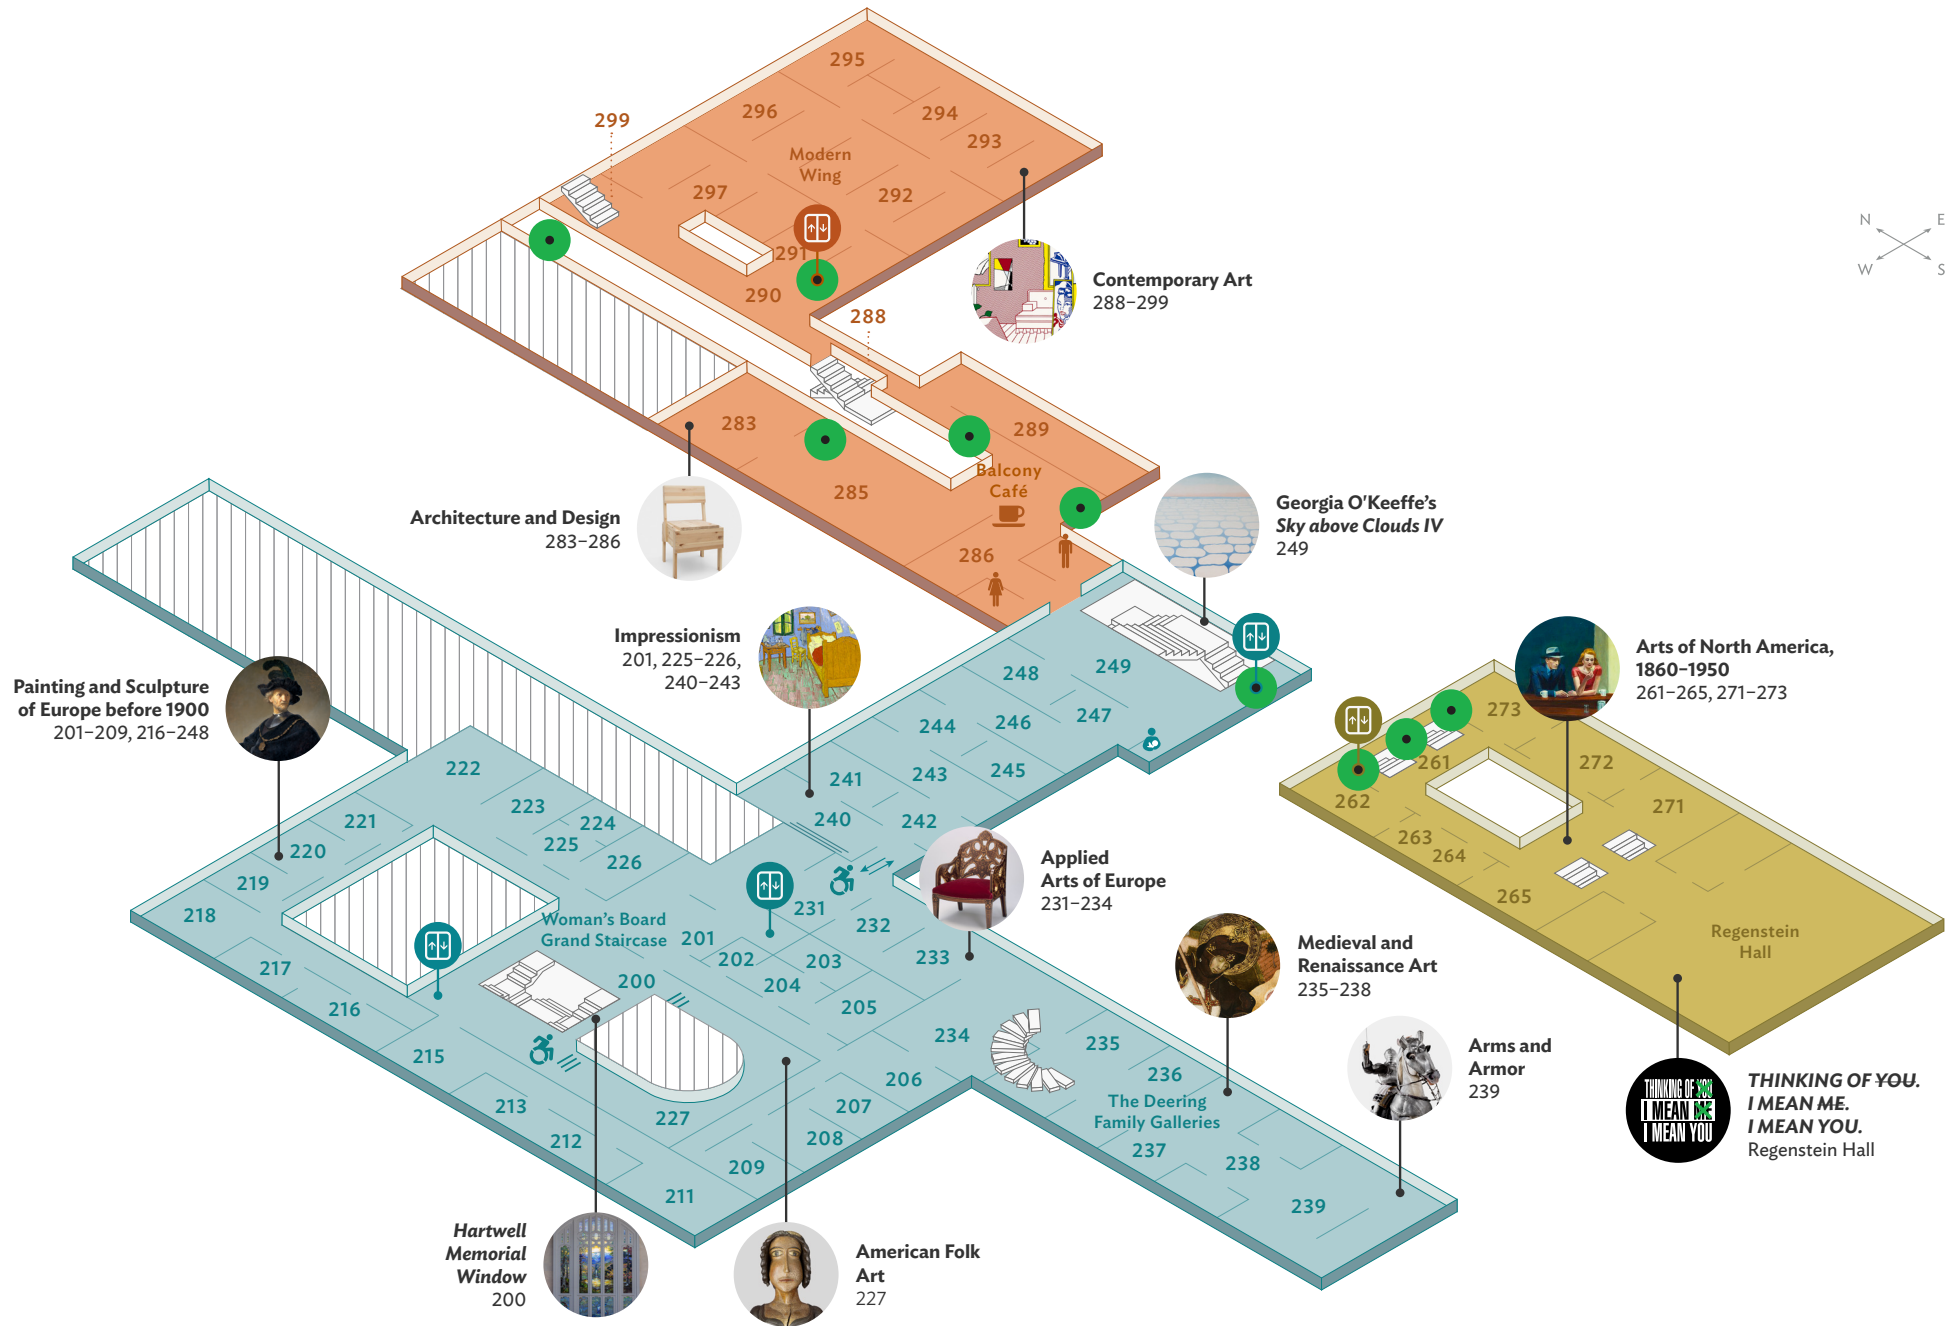 295
296
294
299
293
Modern
Wing
297
292
291
Contemporary Art
288–299
290
288
N
E
W
S
283
289
Balcony
Café
285
286
Architecture and Design
283–286
Georgia O'Keeffe's
Sky above Clouds IV
249
Impressionism
201, 225–226,
240–243
Painting and Sculpture
of Europe before 1900
201–209, 216–248
248
249
244
246
247
241
243
245
240
242
222
223
224
221
225
226
220
219
218
217
216
215
Woman's Board
Grand Staircase
201
200
202
231
232
203
204
205
233
234
206
207
208
209
213
212
227
211
235
236
The Deering
Family Galleries
237
238
239
Applied
Arts of Europe
231–234
Medieval and
Renaissance Art
235–238
Arms and
Armor
239
Arts of North America,
1860–1950
261–265, 271–273
273
261
272
262
271
263
264
265
Regenstein
Hall
THINKING OF YOU
I MEAN ME
I MEAN YOU
THINKING OF YOU.
I MEAN ME.
I MEAN YOU.
Regenstein Hall
Hartwell
Memorial
Window
200
American Folk
Art
227